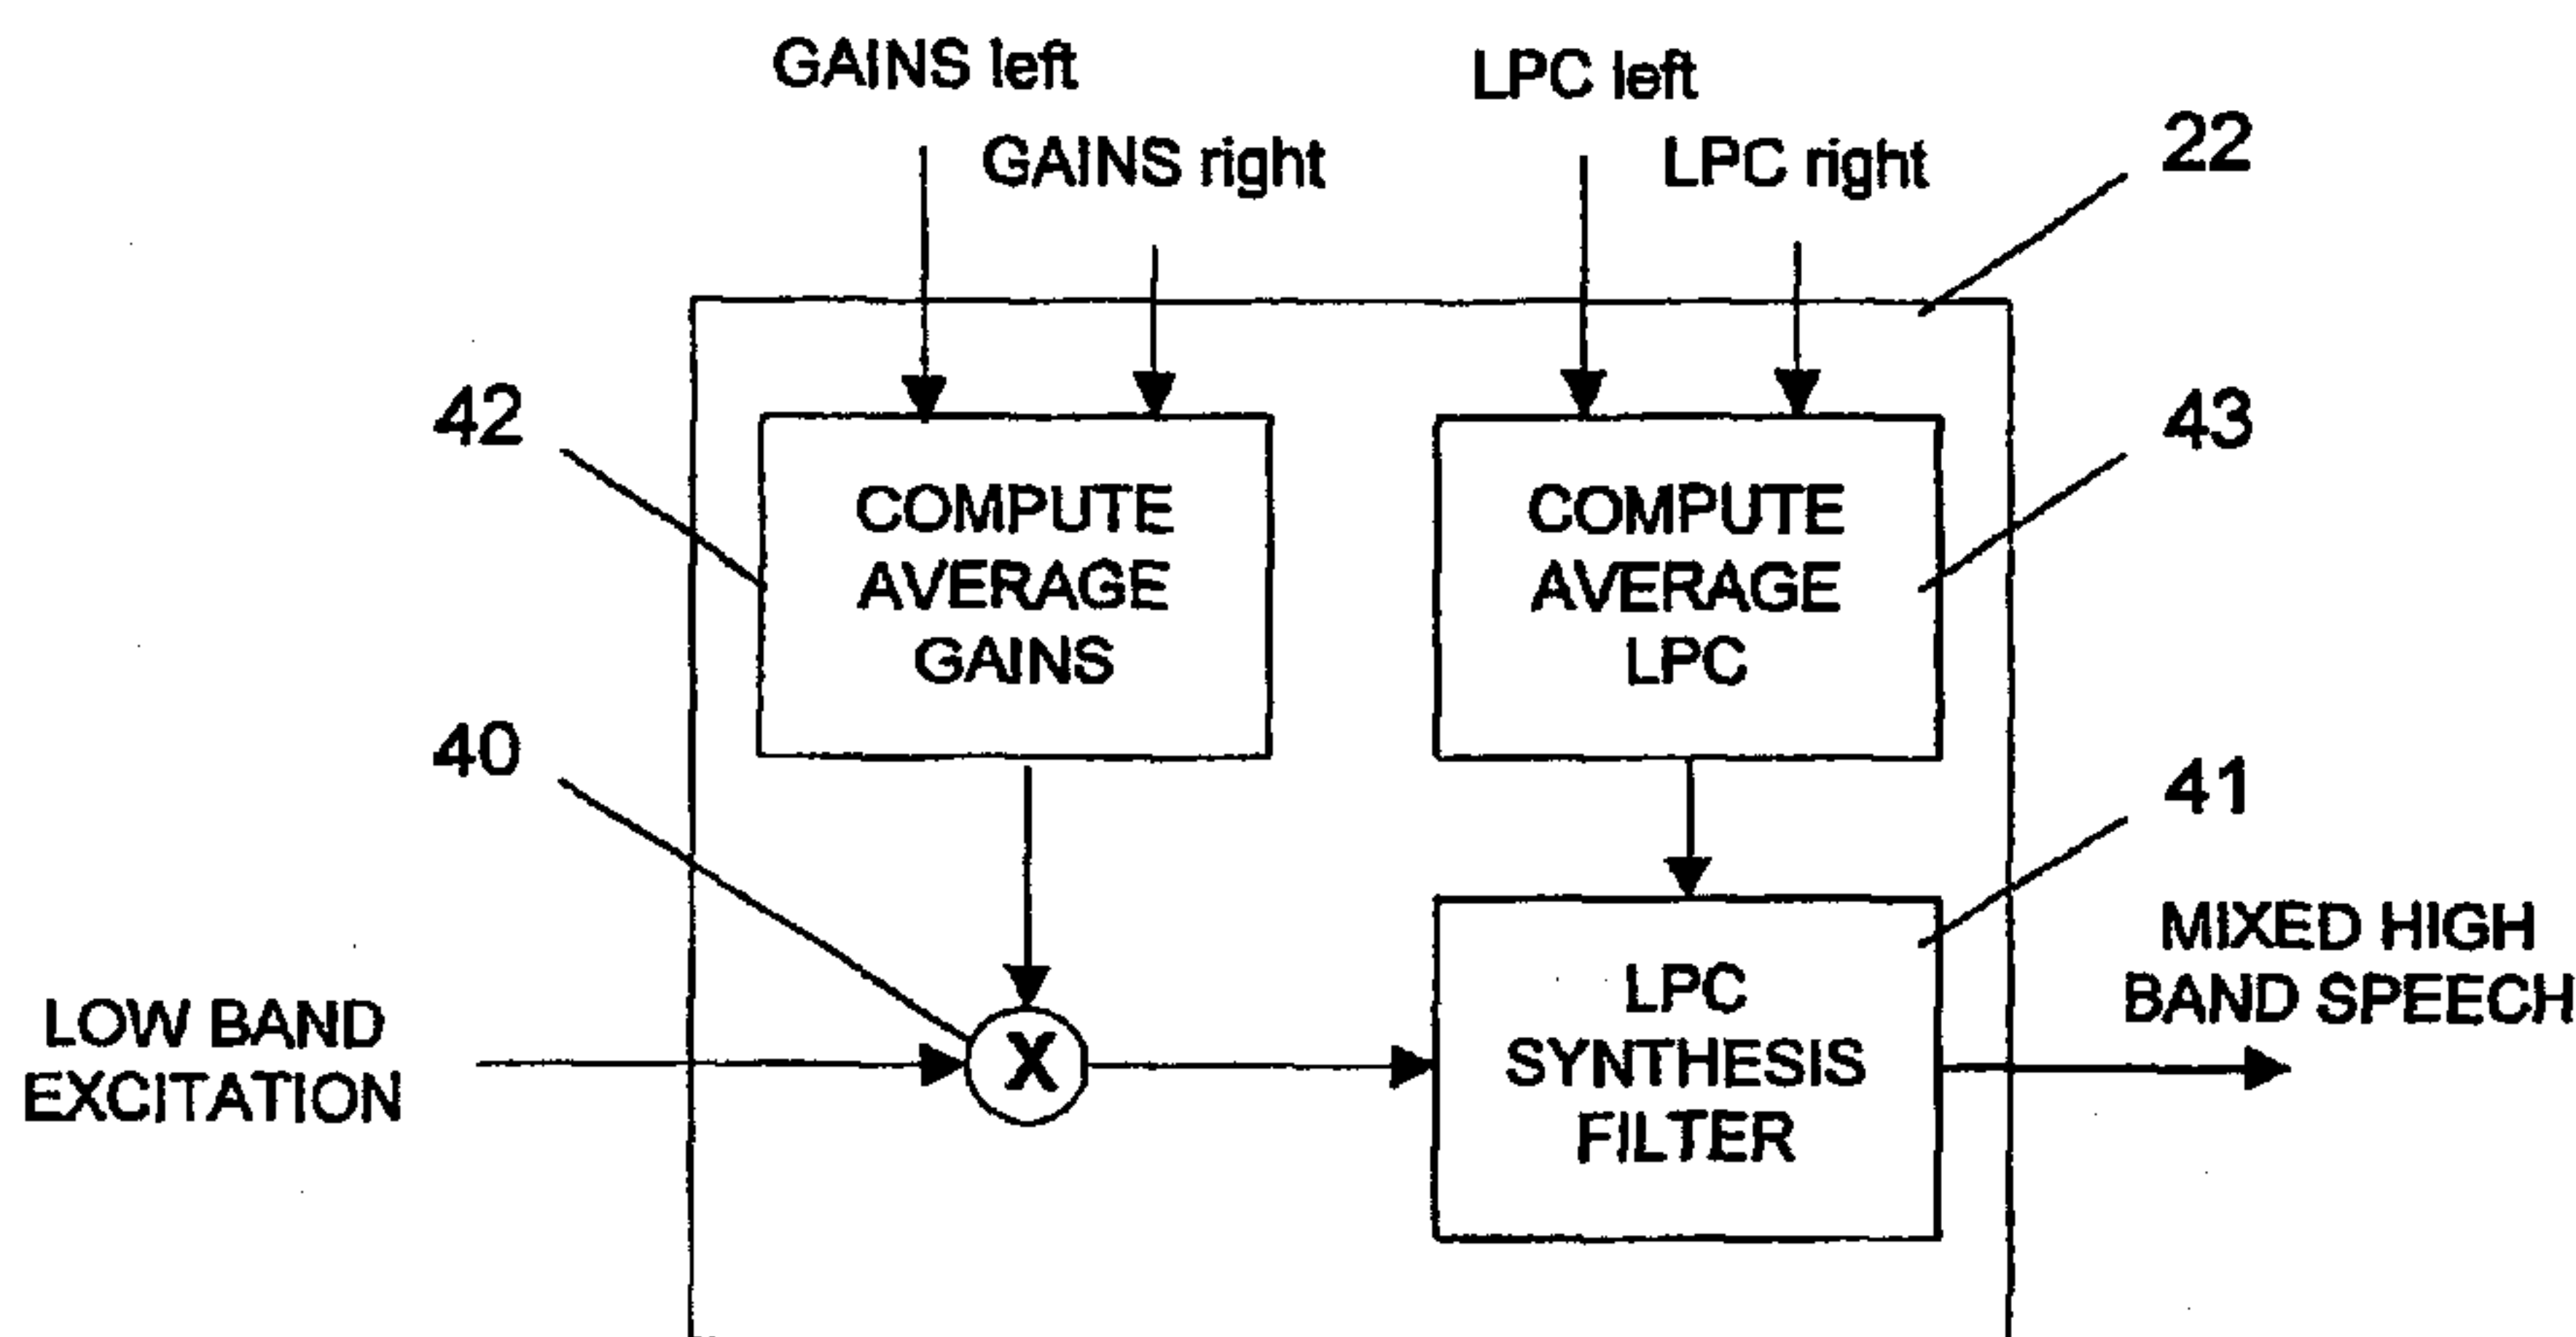 GAINS left
GAINS right
LPC left
LPC right
22
42
COMPUTE
AVERAGE
GAINS
COMPUTE
AVERAGE
LPC
43
40
41
LOW BAND
EXCITATION
X
LPC
SYNTHESIS
FILTER
MIXED HIGH
BAND SPEECH